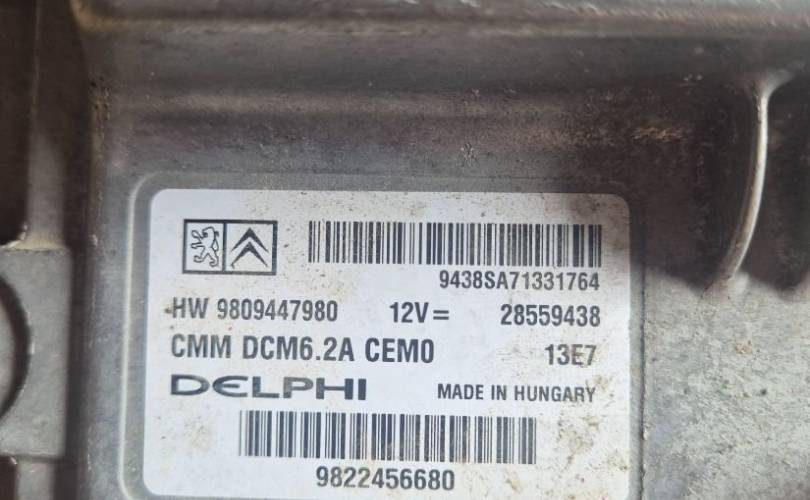 9438SA71331764
HW 9809447980 12V= 28559438
CMM DCM6.2A CEM0 13E7
DELPHI MADE IN HUNGARY
9822456680